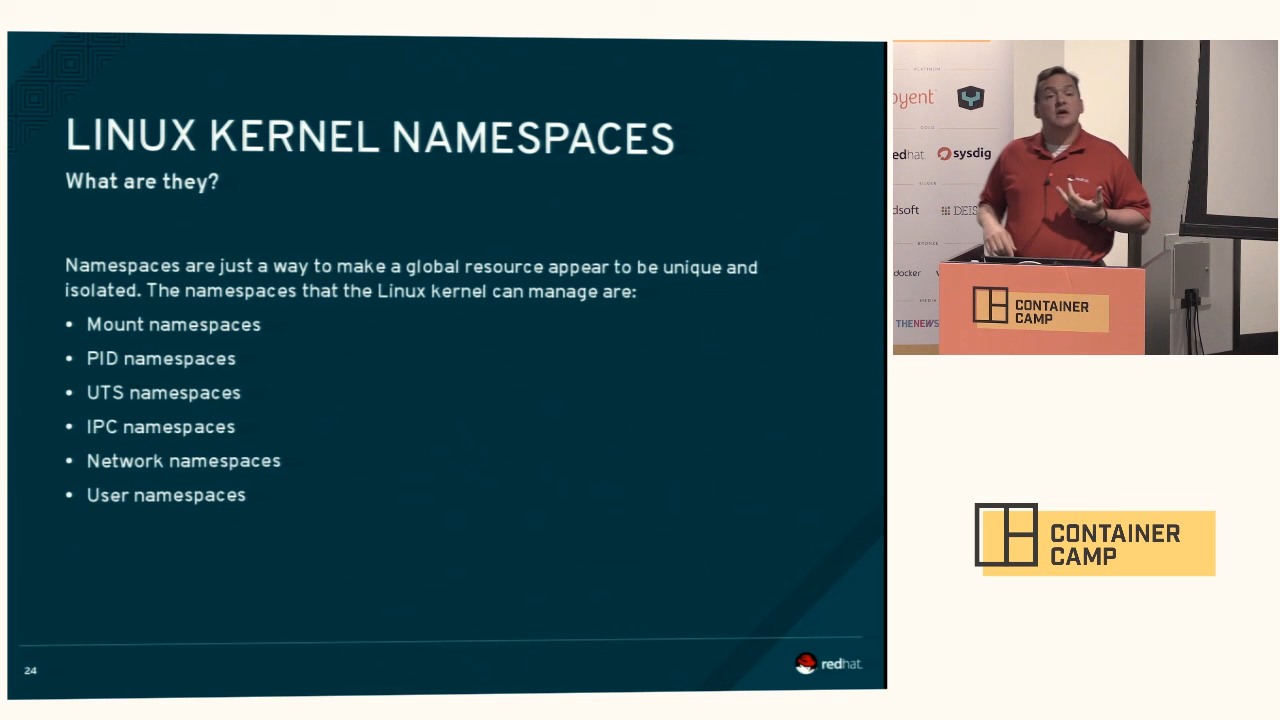 LINUX KERNEL NAMESPACES
What are they?
Namespaces are just a way to make a global resource appear to be unique and
isolated. The namespaces that the Linux kernel can manage are:
• Mount namespaces
• PID namespaces
• UTS namespaces
• IPC namespaces
• Network namespaces
• User namespaces
24
redhat
PLATINUM
oyent
GOLD
edhat
sysdig
SILVER
dsoft
DEIS
BRONZE
docker
MEDIA
THENEWS
CONTAINER
CAMP
CONTAINER
CAMP